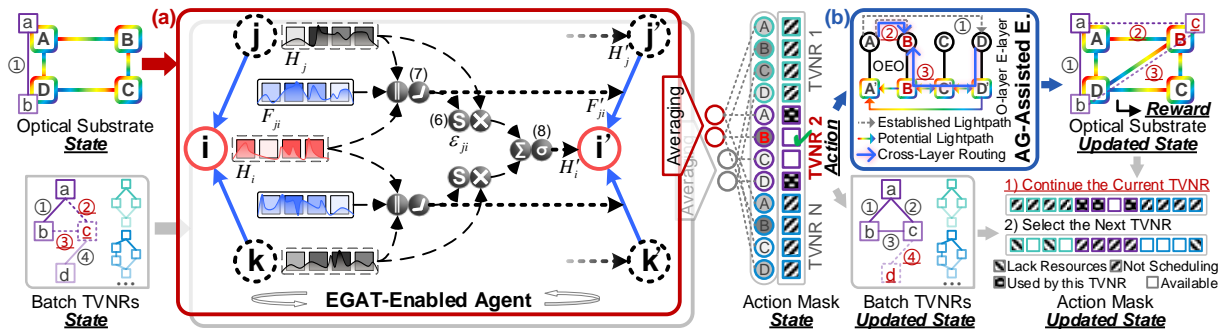 a
A
B
①
D
C
b
Optical Substrate
State
a
①
②
b
c
③
④
d
...
Batch TVNRs
State
(a)
j
H_j
F_ji
i
H_i
k
H_k
(7)
(6)
S
ε_ji
(8)
Σ
σ
S
F'_ji
H'_j
j'
H'_i
i'
H'_k
k'
EGAT-Enabled Agent
Averaging
Averaging
A
B
C
D
A
B
C
D
A
B
C
D
TVNR 1
TVNR 2
TVNR N
Action Mask
State
Action
(b)
①
②
A
B
C
D
OEO
③
A'
B'
C'
D'
O-layer E-layer
Established Lightpath
Potential Lightpath
Cross-Layer Routing
AG-Assisted E.
a
c
A
②
B
①
③
D
C
b
Reward
Optical Substrate
Updated State
a
①
②
b
③
c
④
d
...
Batch TVNRs
Updated State
1) Continue the Current TVNR
2) Select the Next TVNR
Lack Resources
Not Scheduling
Used by this TVNR
Available
Action Mask
Updated State